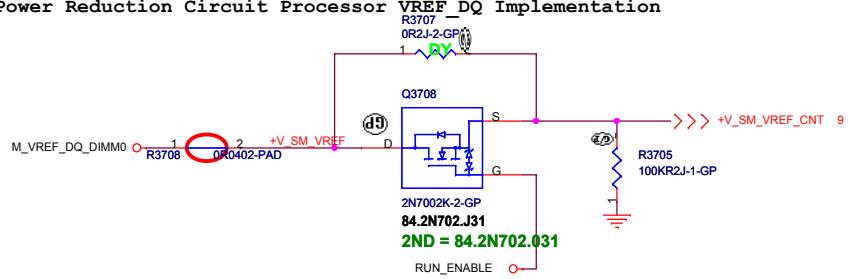 Power Reduction Circuit Processor VREF_DQ Implementation
R3707
0R2J-2-GP
1
DY
Q3708
GP
S
+V_SM_VREF_CNT 9
M_VREF_DQ_DIMM0
1
2
+V_SM_VREF
D
R3708
0R0402-PAD
R3705
100KR2J-1-GP
G
1
2N7002K-2-GP
84.2N702.J31
2ND = 84.2N702.031
RUN_ENABLE